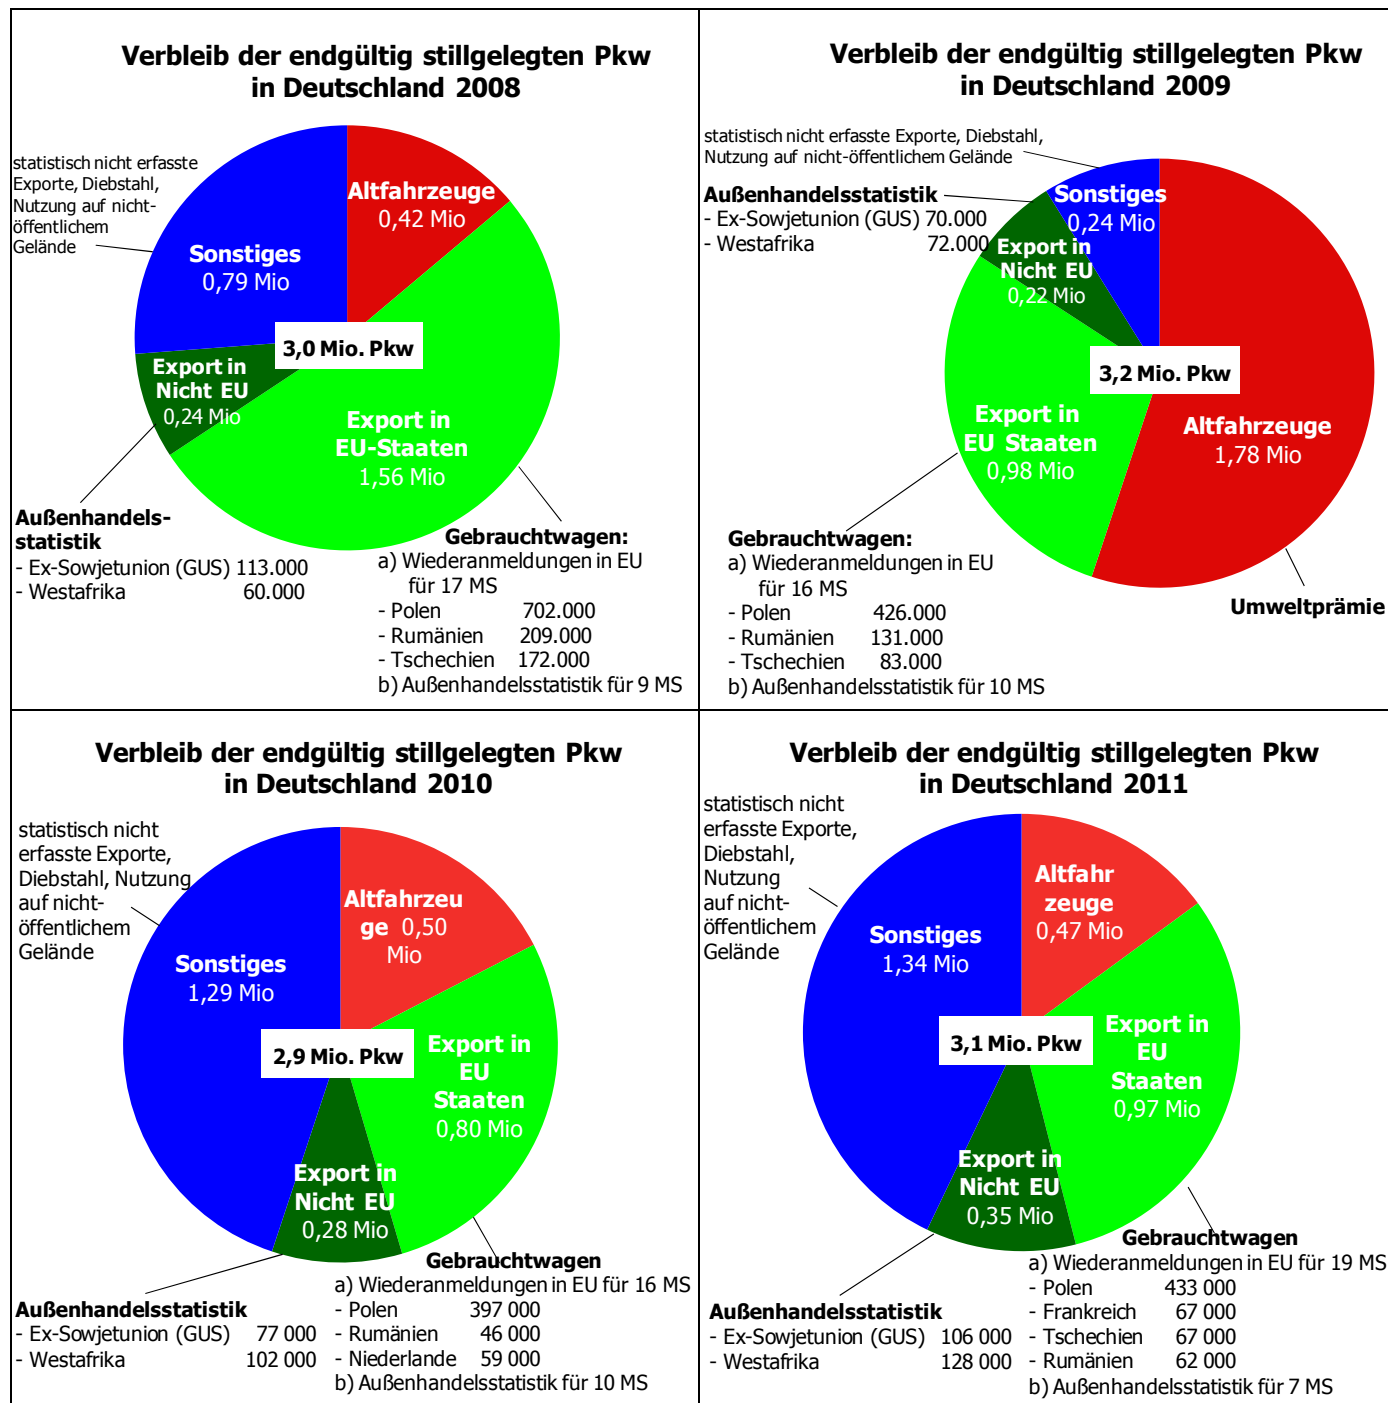 Verbleib der endgültig stillgelegten Pkw
in Deutschland 2008
statistisch nicht erfasste
Exporte, Diebstahl,
Nutzung auf nicht-
öffentlichem
Gelände
Altfahrzeuge
0,42 Mio
Sonstiges
0,79 Mio
3,0 Mio. Pkw
Export in
Nicht EU
0,24 Mio
Export in
EU-Staaten
1,56 Mio
Außenhandels-
statistik
- Ex-Sowjetunion (GUS) 113.000
- Westafrika 60.000
Gebrauchtwagen:
a) Wiederanmeldungen in EU
für 17 MS
- Polen 702.000
- Rumänien 209.000
- Tschechien 172.000
b) Außenhandelsstatistik für 9 MS
Verbleib der endgültig stillgelegten Pkw
in Deutschland 2009
statistisch nicht erfasste Exporte, Diebstahl,
Nutzung auf nicht-öffentlichem Gelände
Außenhandelsstatistik
- Ex-Sowjetunion (GUS) 70.000
- Westafrika 72.000
Sonstiges
0,24 Mio
Export in
Nicht EU
0,22 Mio
3,2 Mio. Pkw
Export in
EU Staaten
0,98 Mio
Altfahrzeuge
1,78 Mio
Gebrauchtwagen:
a) Wiederanmeldungen in EU
für 16 MS
- Polen 426.000
- Rumänien 131.000
- Tschechien 83.000
b) Außenhandelsstatistik für 10 MS
Umweltprämie
Verbleib der endgültig stillgelegten Pkw
in Deutschland 2010
statistisch nicht
erfasste Exporte,
Diebstahl, Nutzung
auf nicht-
öffentlichem
Gelände
Altfahrzeu
ge 0,50
Mio
Sonstiges
1,29 Mio
2,9 Mio. Pkw
Export in
EU
Staaten
0,80 Mio
Export in
Nicht EU
0,28 Mio
Außenhandelsstatistik
- Ex-Sowjetunion (GUS) 77 000
- Westafrika 102 000
Gebrauchtwagen
a) Wiederanmeldungen in EU für 16 MS
- Polen 397 000
- Rumänien 46 000
- Niederlande 59 000
b) Außenhandelsstatistik für 10 MS
Verbleib der endgültig stillgelegten Pkw
in Deutschland 2011
statistisch nicht
erfasste Exporte,
Diebstahl,
Nutzung
auf nicht-
öffentlichem
Gelände
Altfahr
zeuge
0,47 Mio
Sonstiges
1,34 Mio
3,1 Mio. Pkw
Export in
EU
Staaten
0,97 Mio
Export in
Nicht EU
0,35 Mio
Außenhandelsstatistik
- Ex-Sowjetunion (GUS) 106 000
- Westafrika 128 000
Gebrauchtwagen
a) Wiederanmeldungen in EU für 19 MS
- Polen 433 000
- Frankreich 67 000
- Tschechien 67 000
- Rumänien 62 000
b) Außenhandelsstatistik für 7 MS